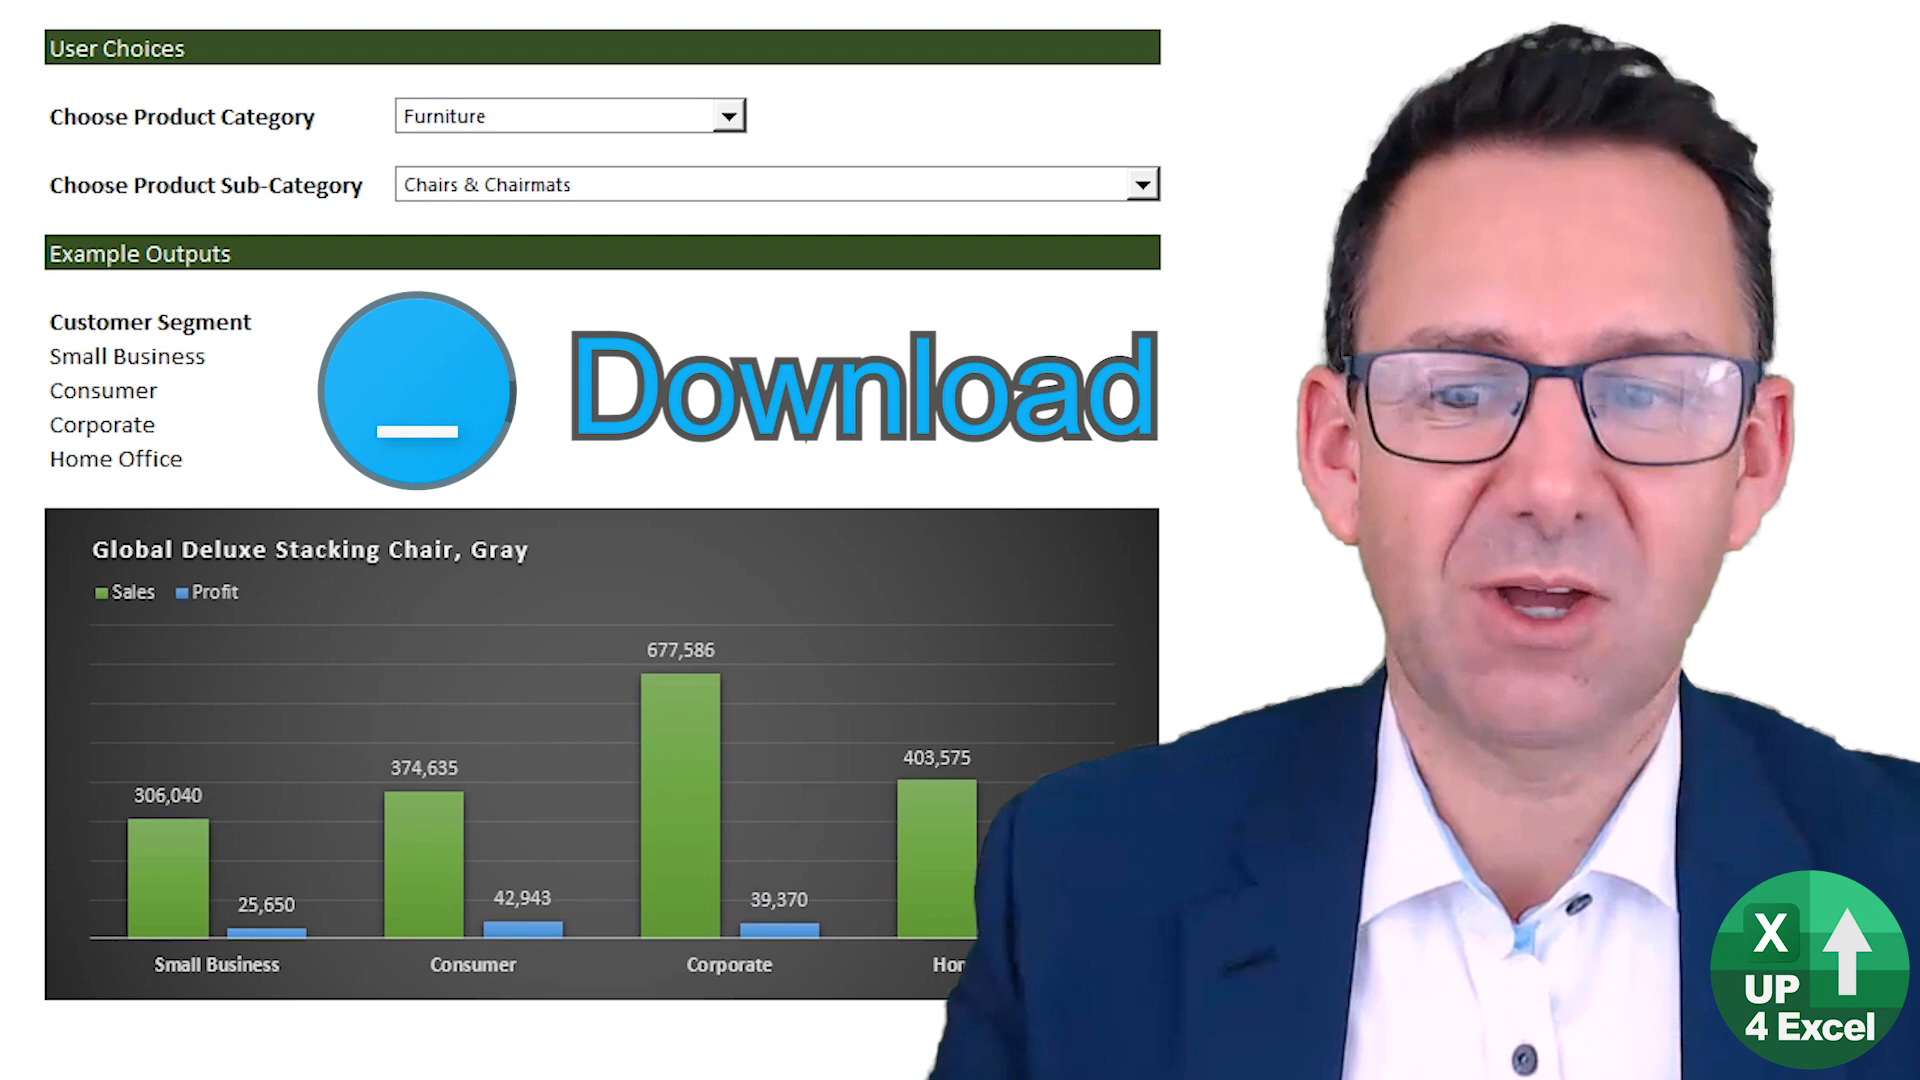 User Choices
Choose Product Category
Furniture
Choose Product Sub-Category
Chairs & Chairmats
Example Outputs
Customer Segment
Small Business
Consumer
Corporate
Home Office
Download
Global Deluxe Stacking Chair, Gray
Sales Profit
677,586
403,575
374,635
306,040
25,650
42,943
39,370
Small Business Consumer Corporate Hom
X
UP
4 Excel